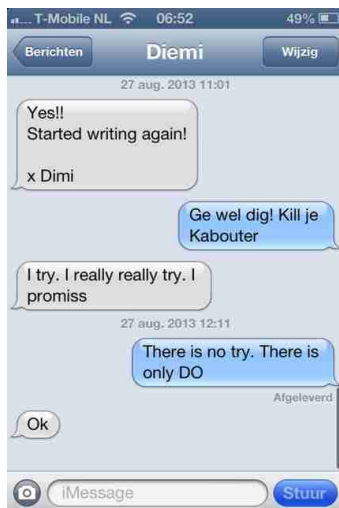 T-Mobile NL 06:52 49%
Berichten Diemi Wijzig
27 aug. 2013 11:01
Yes!!
Started writing again!
x Dimi
Ge wel dig! Kill je
Kabouter
I try. I really really try. I
promiss
27 aug. 2013 12:11
There is no try. There is
only DO
Afgeleverd
Ok
iMessage Stuur